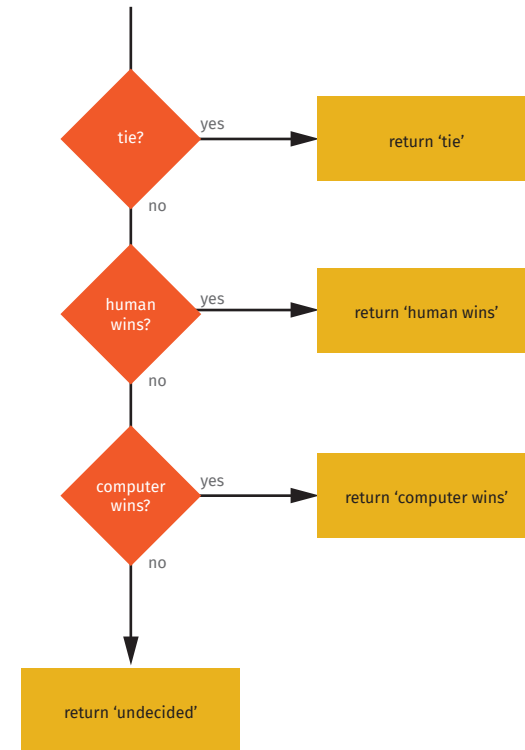 tie?
yes
return ‘tie’
no
human
wins?
yes
return ‘human wins’
no
computer
wins?
yes
return ‘computer wins’
no
return ‘undecided’